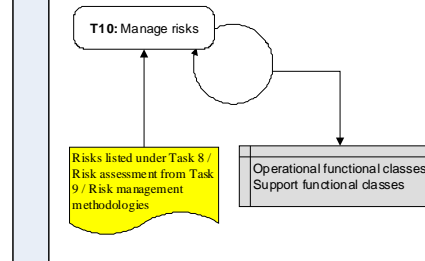 T10: Manage risks
Risks listed under Task 8 /
Risk assessment from Task
9 / Risk management
methodologies
Operational functional classes
Support functional classes